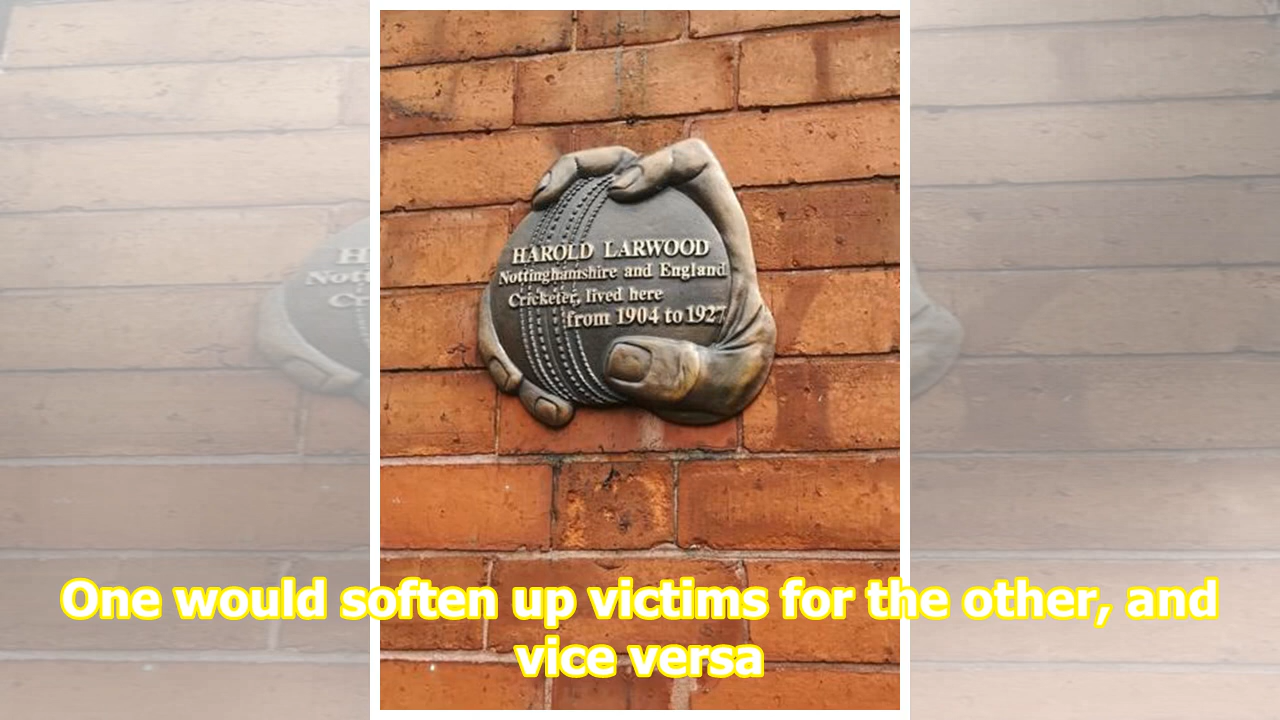 HAROLD LARWOOD
Nottinghamshire and England
Cricketer, lived here
from 1904 to 1927
One would soften up victims for the other, and
vice versa